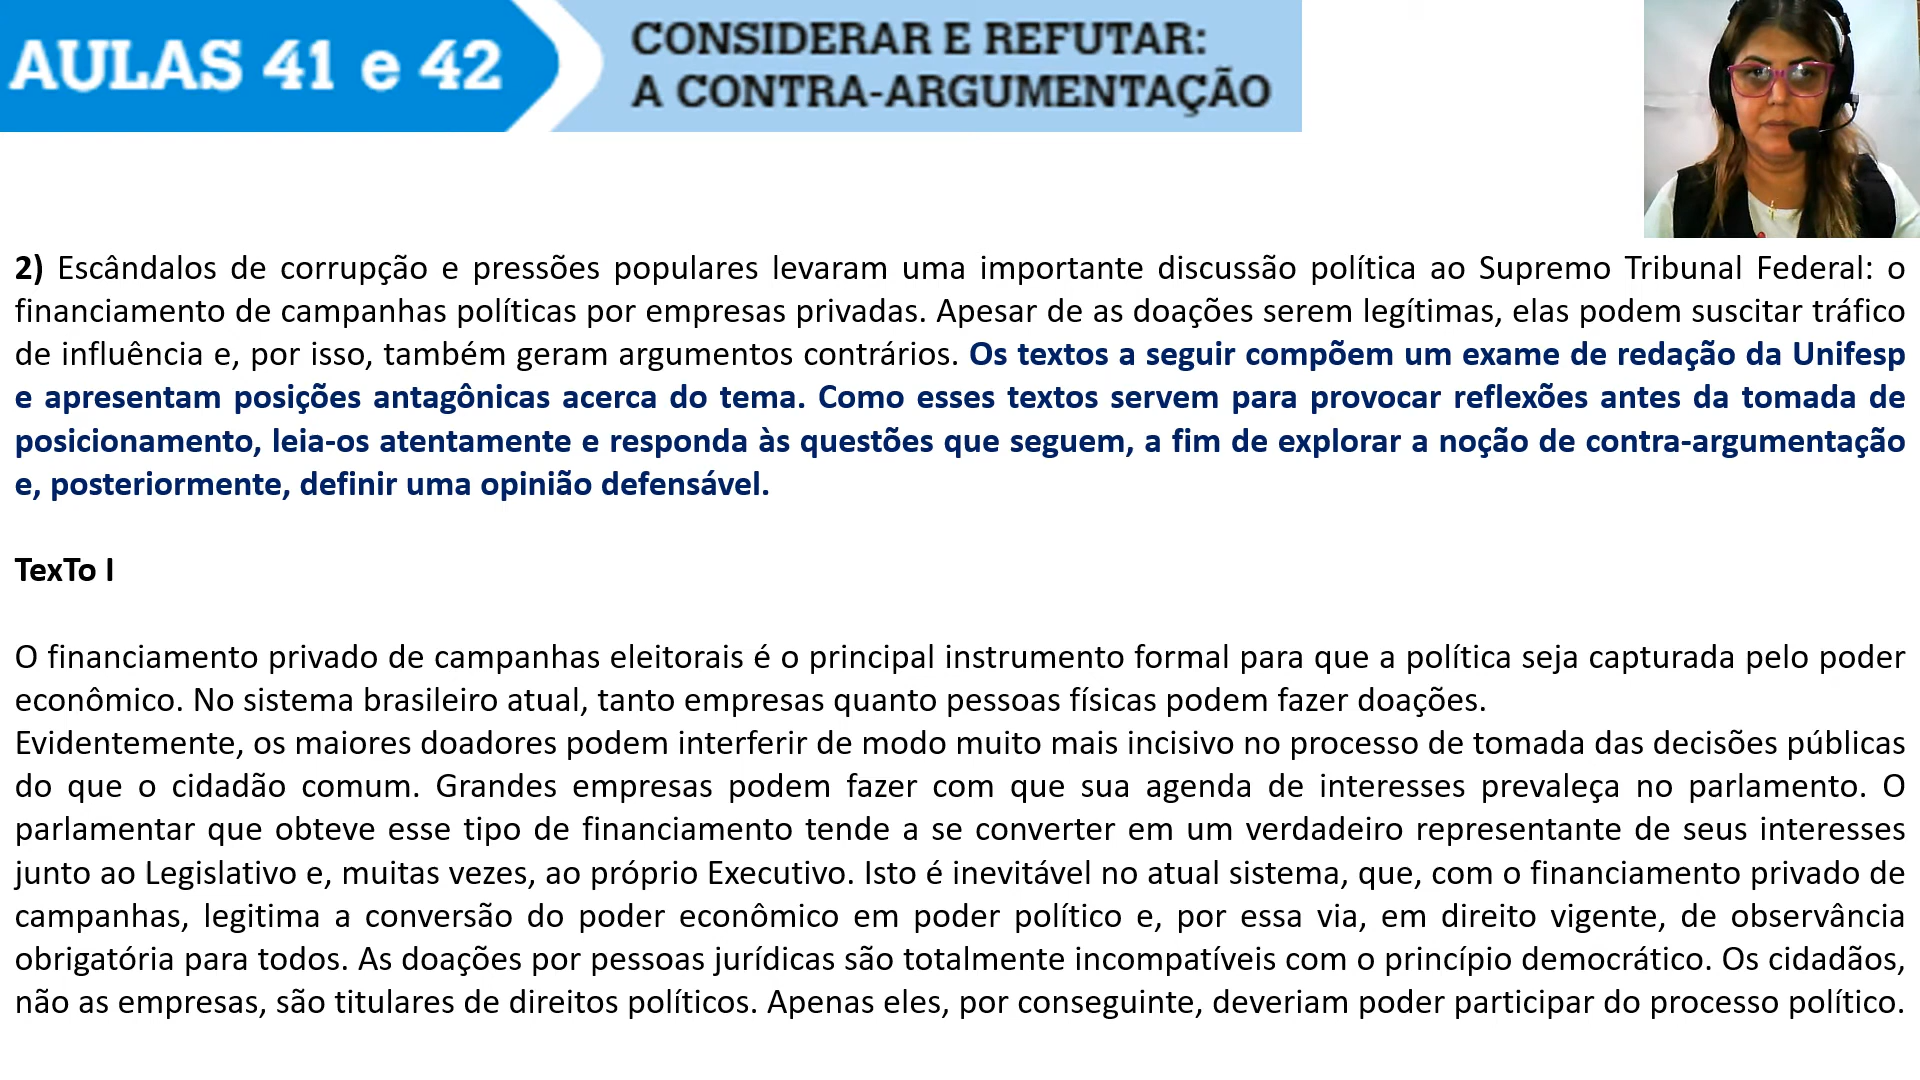 AULAS 41 e 42
CONSIDERAR E REFUTAR:
A CONTRA-ARGUMENTAÇÃO
2) Escândalos de corrupção e pressões populares levaram uma importante discussão política ao Supremo Tribunal Federal: o
financiamento de campanhas políticas por empresas privadas. Apesar de as doações serem legítimas, elas podem suscitar tráfico
de influência e, por isso, também geram argumentos contrários. Os textos a seguir compõem um exame de redação da Unifesp
e apresentam posições antagônicas acerca do tema. Como esses textos servem para provocar reflexões antes da tomada de
posicionamento, leia-os atentamente e responda às questões que seguem, a fim de explorar a noção de contra-argumentação
e, posteriormente, definir uma opinião defensável.
TexTo I
O financiamento privado de campanhas eleitorais é o principal instrumento formal para que a política seja capturada pelo poder
econômico. No sistema brasileiro atual, tanto empresas quanto pessoas físicas podem fazer doações.
Evidentemente, os maiores doadores podem interferir de modo muito mais incisivo no processo de tomada das decisões públicas
do que o cidadão comum. Grandes empresas podem fazer com que sua agenda de interesses prevaleça no parlamento. O
parlamentar que obteve esse tipo de financiamento tende a se converter em um verdadeiro representante de seus interesses
junto ao Legislativo e, muitas vezes, ao próprio Executivo. Isto é inevitável no atual sistema, que, com o financiamento privado de
campanhas, legitima a conversão do poder econômico em poder político e, por essa via, em direito vigente, de observância
obrigatória para todos. As doações por pessoas jurídicas são totalmente incompatíveis com o princípio democrático. Os cidadãos,
não as empresas, são titulares de direitos políticos. Apenas eles, por conseguinte, deveriam poder participar do processo político.